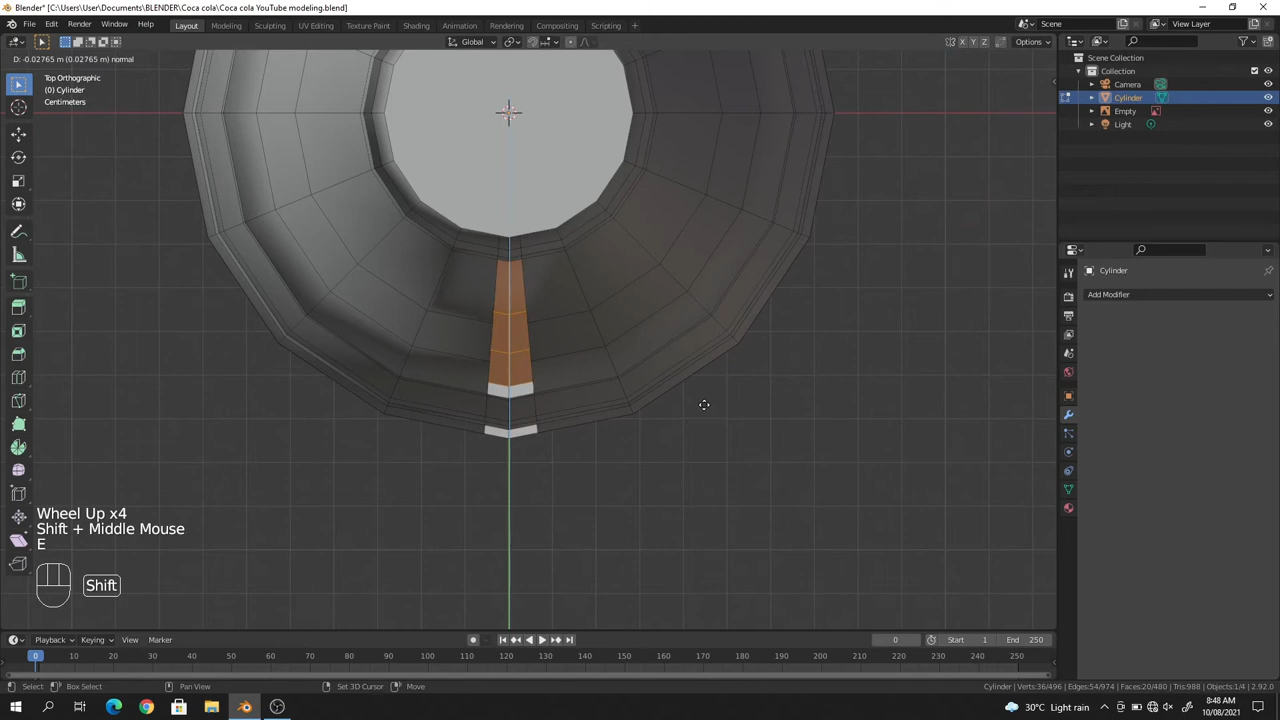 Blender* [C:\Users\User\Documents\BLENDER\Coca cola\Coca cola YouTube modeling.blend]
File Edit Render Window Help Layout Modeling Sculpting UV Editing Texture Paint Shading Animation Rendering Compositing Scripting Scene View Layer
Global X Y Z Options
D: -0.02765 m (0.02765 m) normal
Scene Collection
Collection
Camera
Cylinder
Empty
Light
Top Orthographic
(0) Cylinder
Centimeters
Cylinder
Add Modifier
Wheel Up x4
Shift + Middle Mouse
E
Shift
Playback Keying View Marker 0 Start 1 End 250
0 10 20 30 40 50 60 70 80 90 100 110 120 130 140 150 160 170 180 190 200 210 220 230 240 250
Select Box Select Pan View Set 3D Cursor Move Cylinder | Verts:36/496 | Edges:54/974 | Faces:20/480 | Tris:988 | Objects:1/4 | 2.92.0
30°C Light rain 8:48 AM
10/08/2021